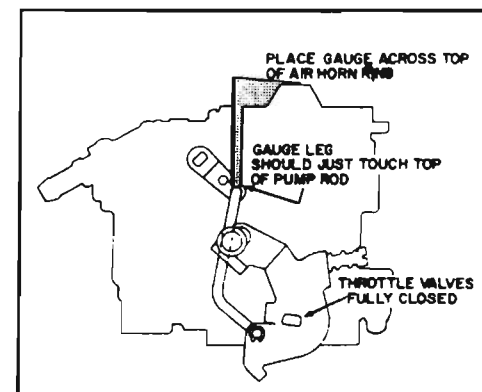 PLACE GAUGE ACROSS TOP
OF AIR HORN RING
GAUGE LEG
SHOULD JUST TOUCH TOP
OF PUMP ROD
THROTTLE VALVES
FULLY CLOSED